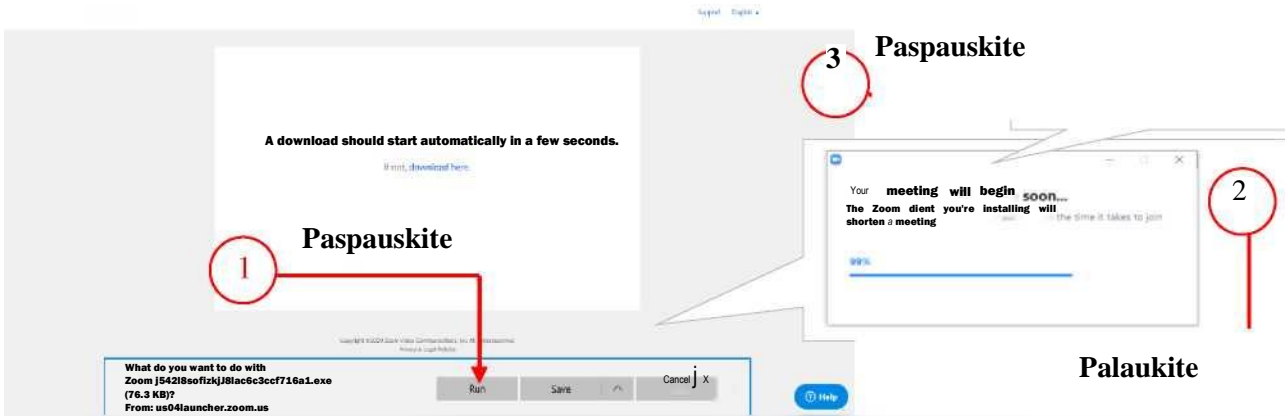 Support English
3 Paspauskite
A download should start automatically in a few seconds.
If not, download here.
Paspauskite
1
Your meeting will begin soon...
The Zoom dient you're installing will
shorten a meeting the time it takes to join
99%
2
Palaukite
Privacy & Legal Policies
What do you want to do with
Zoom j542l8sofizkjJ8lac6c3ccf716a1.exe
(76.3 KB)?
From: us04launcher.zoom.us
Run Save Cancel j X
Help